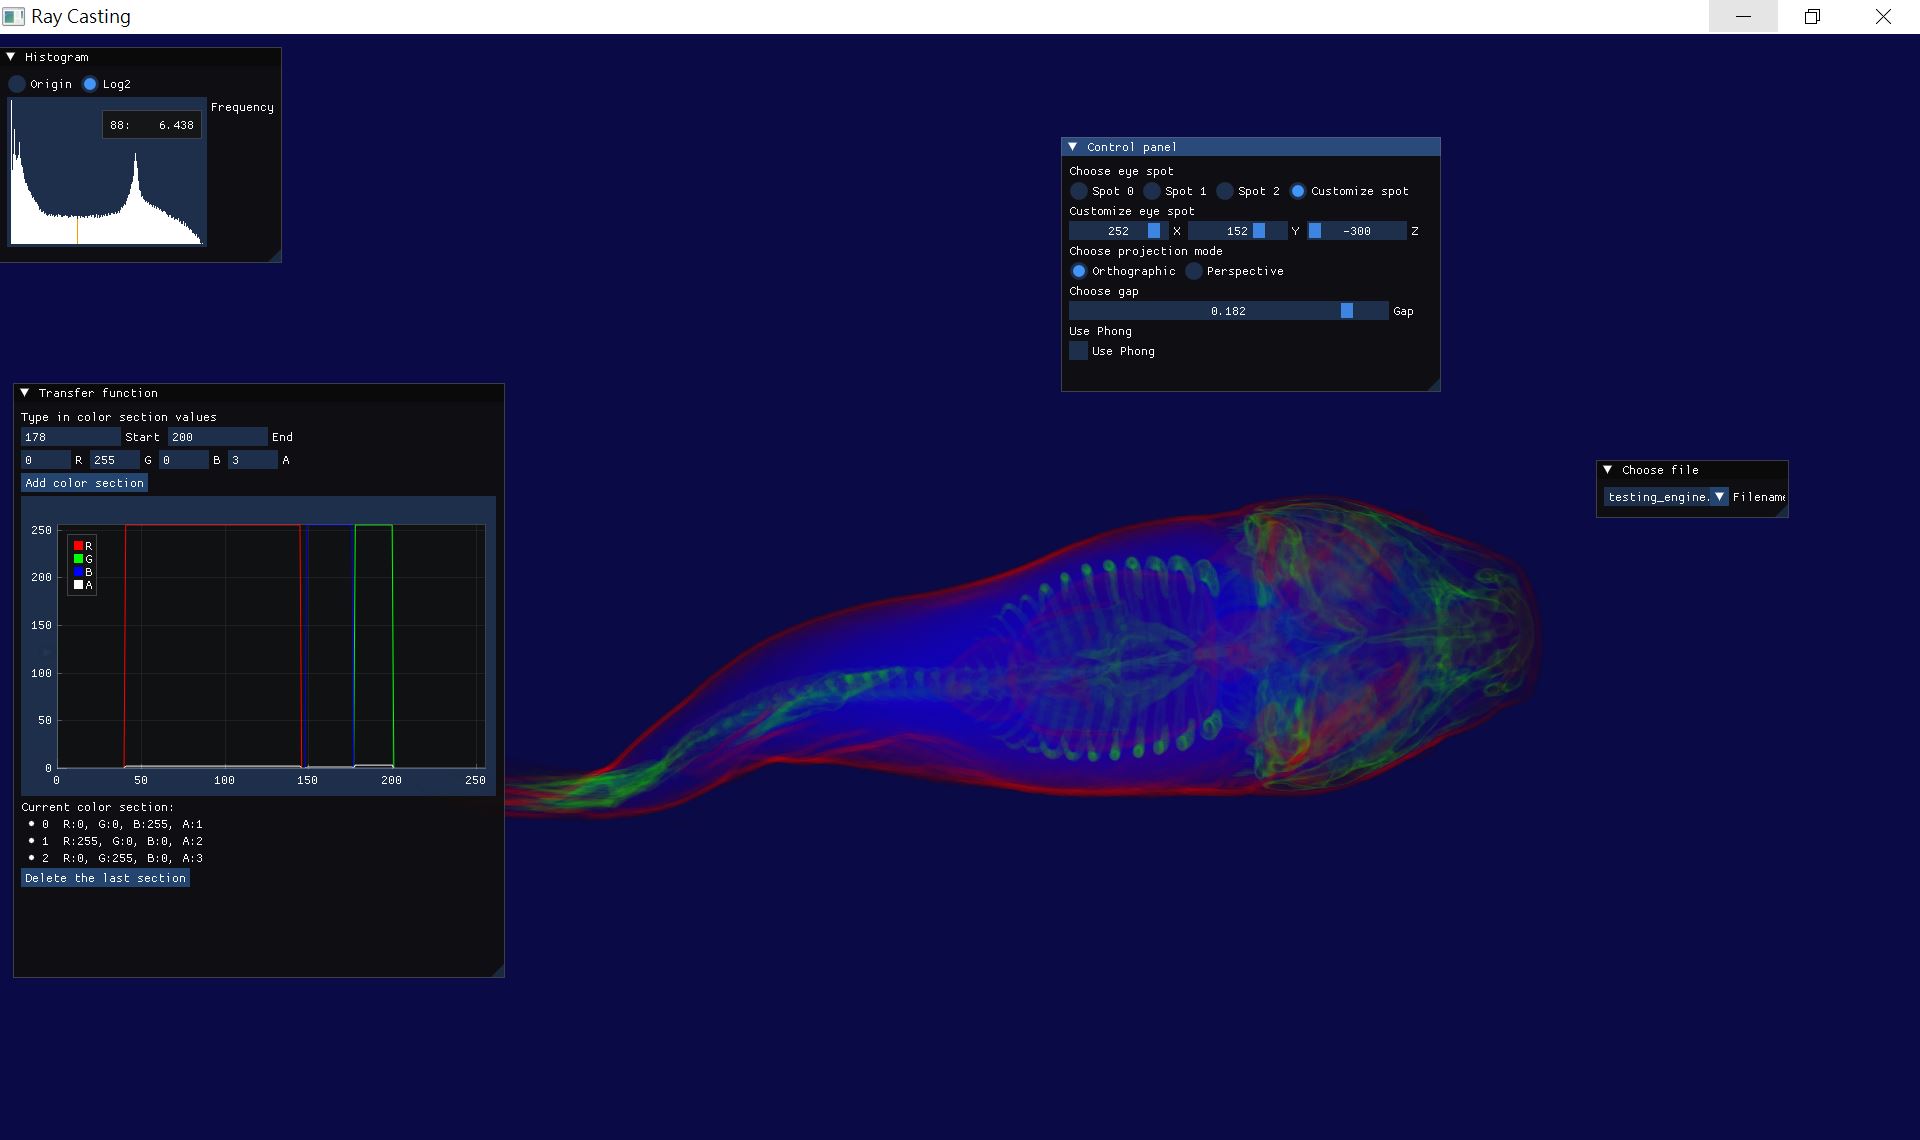 Ray Casting
Histogram
Origin Log2
Frequency
88: 6.438
Control panel
Choose eye spot
Spot 0 Spot 1 Spot 2 Customize spot
Customize eye spot
252 X 152 Y -300 Z
Choose projection mode
Orthographic Perspective
Choose gap
0.182 Gap
Use Phong
Use Phong
Transfer function
Type in color section values
178 Start 200 End
0 R 255 G 0 B 3 A
Add color section
250
200
150
100
50
0
R
G
B
A
0 50 100 150 200 250
Current color section:
0 R:0, G:0, B:255, A:1
1 R:255, G:0, B:0, A:2
2 R:0, G:255, B:0, A:3
Delete the last section
Choose file
testing_engine. Filename